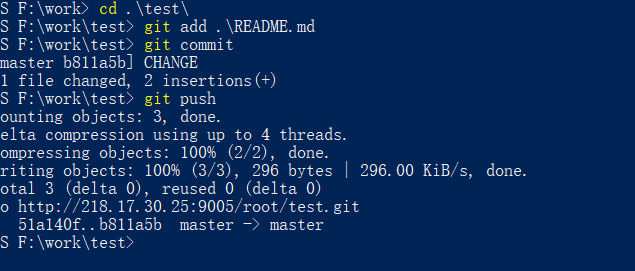 S F:\work> cd .\test\
S F:\work\test> git add .\README.md
S F:\work\test> git commit
master b811a5b] CHANGE
1 file changed, 2 insertions(+)
S F:\work\test> git push
ounting objects: 3, done.
elta compression using up to 4 threads.
ompressing objects: 100% (2/2), done.
riting objects: 100% (3/3), 296 bytes | 296.00 KiB/s, done.
otal 3 (delta 0), reused 0 (delta 0)
o http://218.17.30.25:9005/root/test.git
51a140f..b811a5b  master -> master
S F:\work\test>